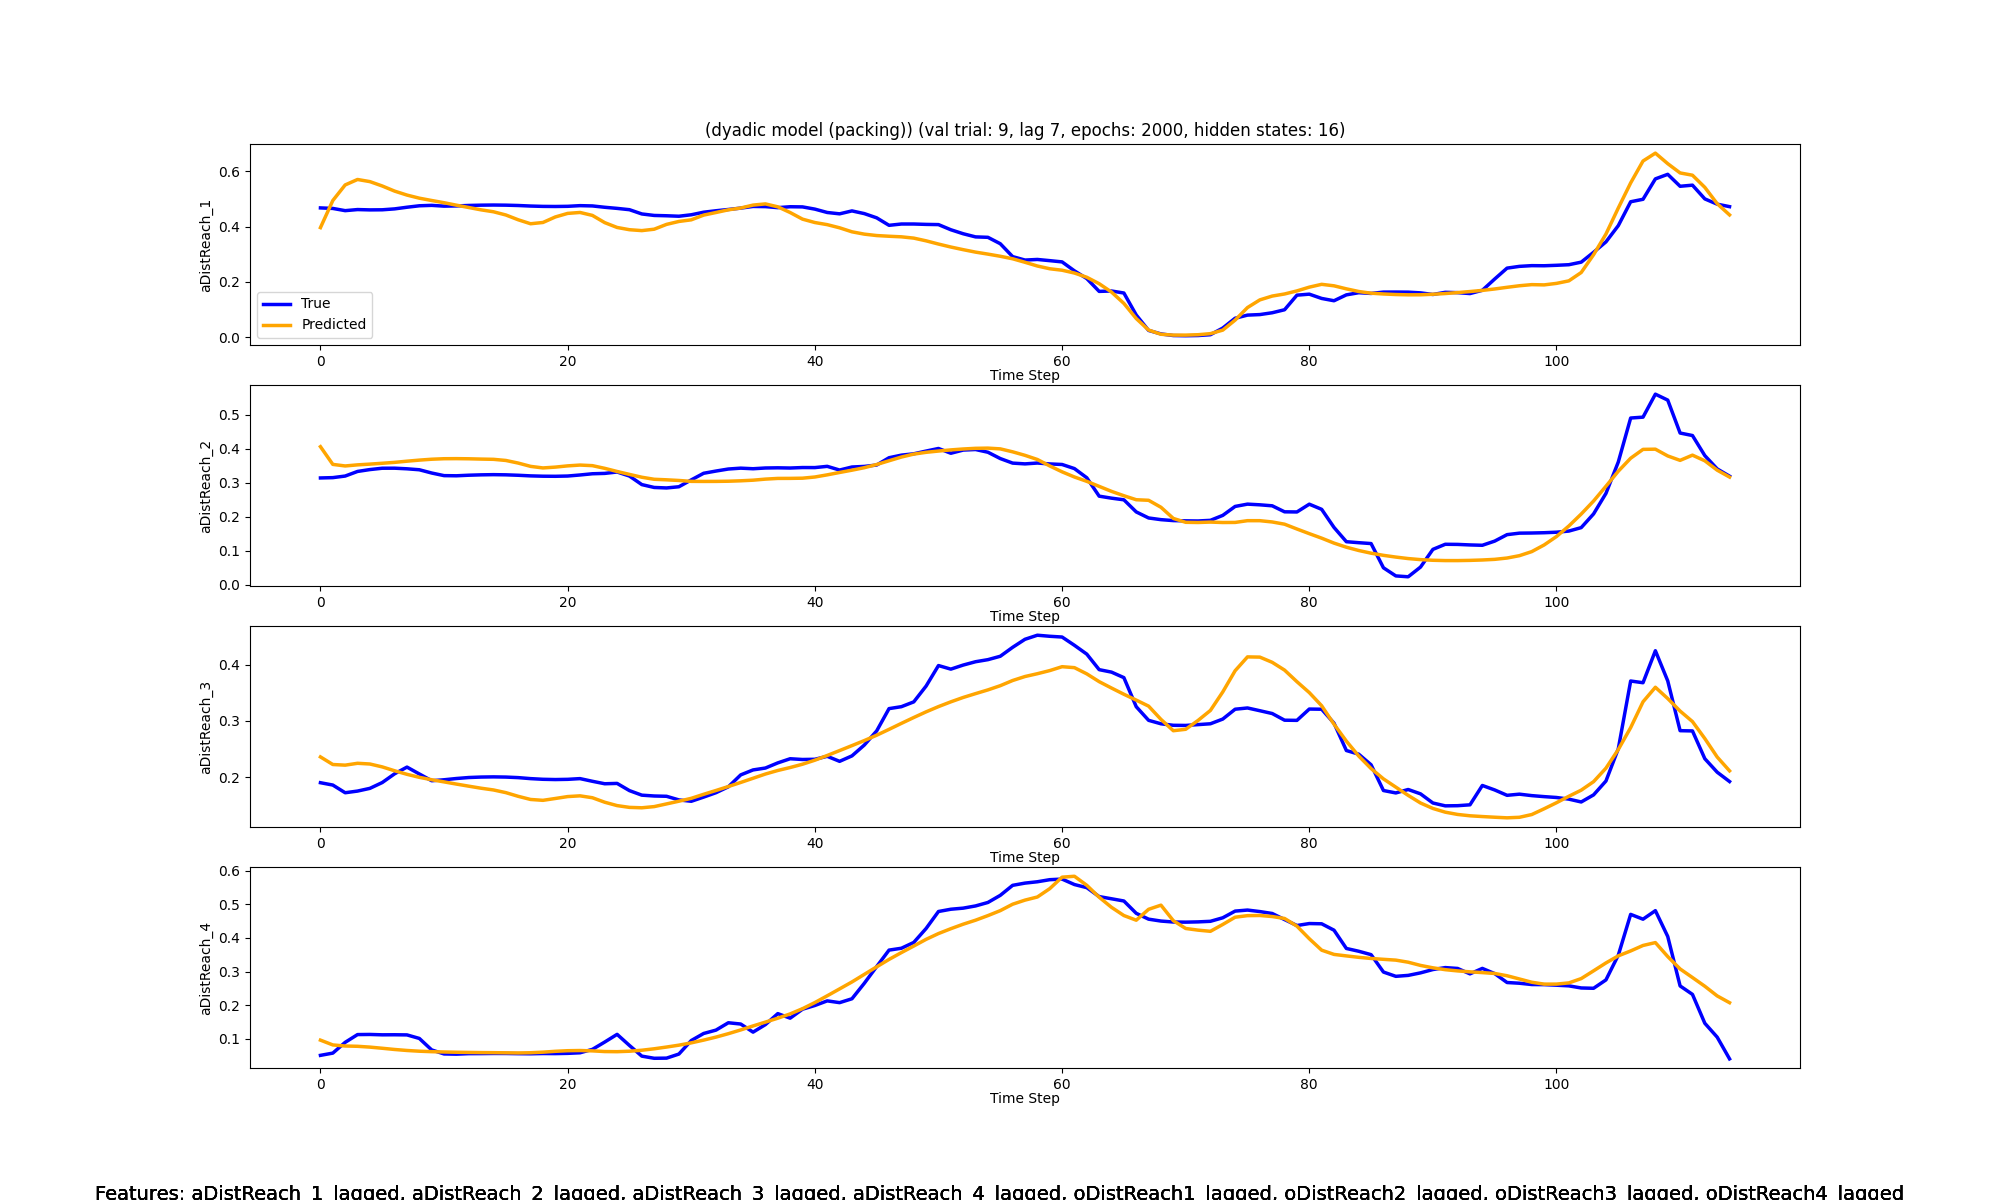 (dyadic model (packing)) (val trial: 9, lag 7, epochs: 2000, hidden states: 16)
aDistReach_1
0.6
0.4
0.2
0.0
True
Predicted
0 20 40 60 80 100
Time Step
aDistReach_2
0.5
0.4
0.3
0.2
0.1
0.0
0 20 40 60 80 100
Time Step
aDistReach_3
0.4
0.3
0.2
0 20 40 60 80 100
Time Step
aDistReach_4
0.6
0.5
0.4
0.3
0.2
0.1
0 20 40 60 80 100
Time Step
Features: aDistReach_1_lagged, aDistReach_2_lagged, aDistReach_3_lagged, aDistReach_4_lagged, oDistReach1_lagged, oDistReach2_lagged, oDistReach3_lagged, oDistReach4_lagged